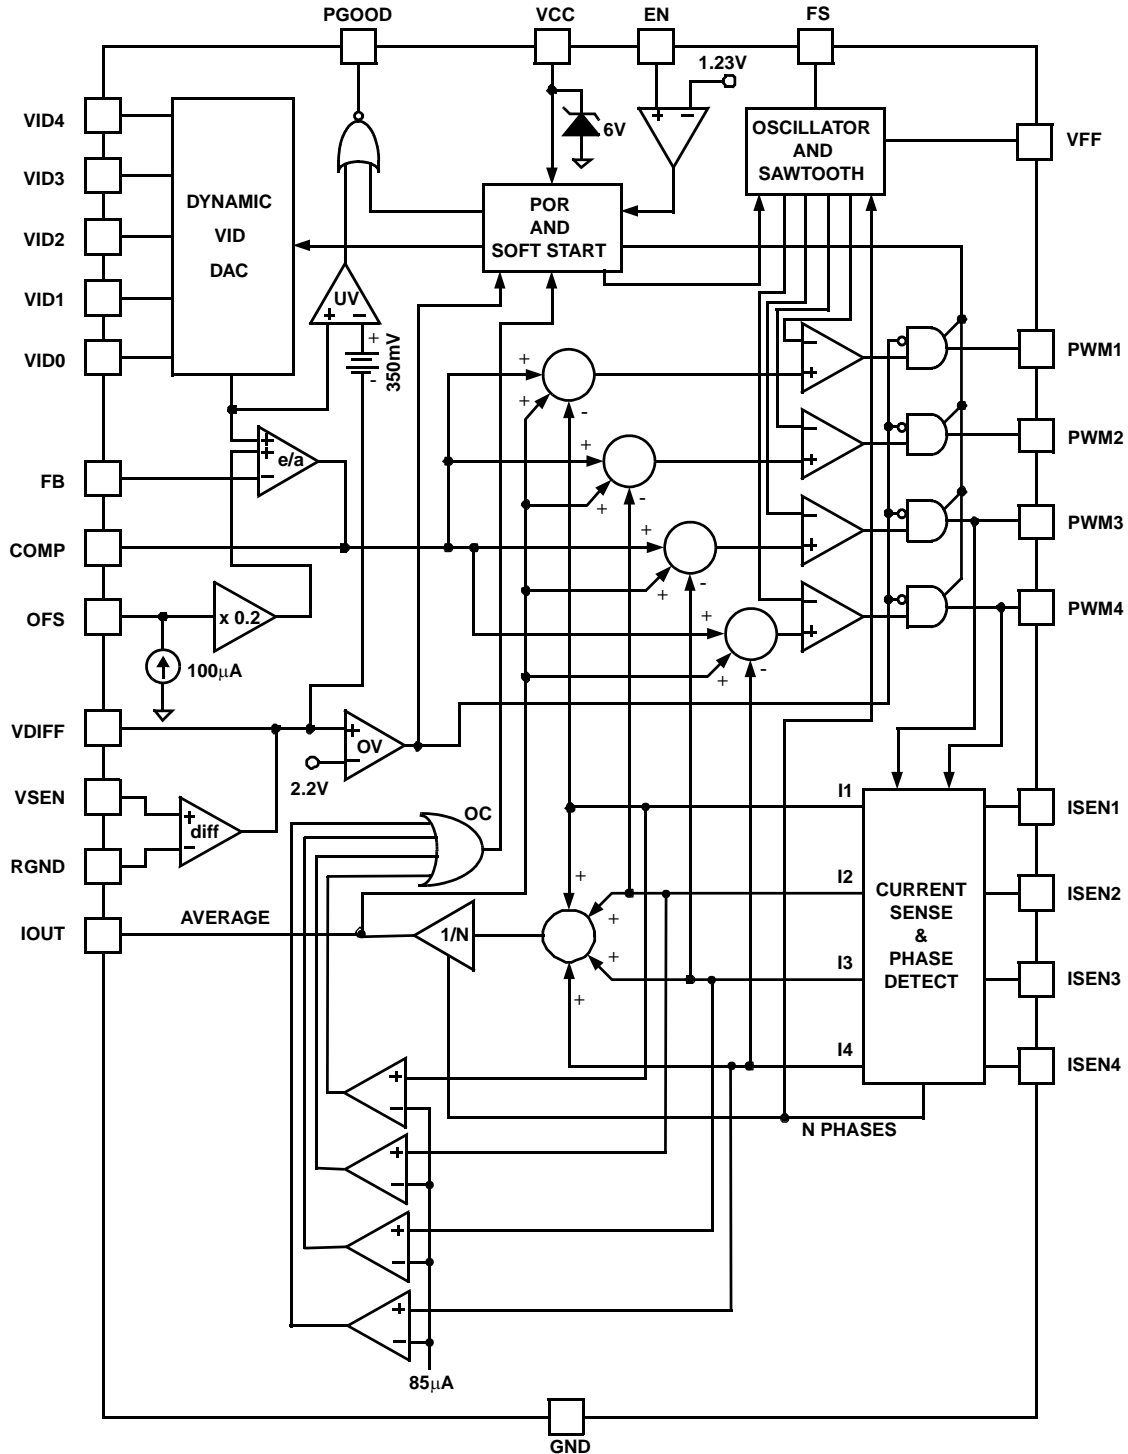 PGOOD
VCC
EN
FS
1.23V
+
−
6V
VID4
VID3
VID2
VID1
VID0
DYNAMIC
VID
DAC
OSCILLATOR
AND
SAWTOOTH
VFF
POR
AND
SOFT START
UV
+
−
+
-
350mV
+
+
-
−
+
PWM1
+
+
−
e/a
FB
+
+
-
−
+
PWM2
COMP
+
+
-
−
+
PWM3
OFS
x 0.2
100μA
+
+
-
−
+
PWM4
VDIFF
+
−
OV
2.2V
VSEN
RGND
+
−
diff
OC
I1
ISEN1
I2
ISEN2
I3
ISEN3
I4
ISEN4
CURRENT
SENSE
&
PHASE
DETECT
IOUT
AVERAGE
1/N
+
+
+
+
N PHASES
+
−
+
−
+
−
+
−
85μA
GND